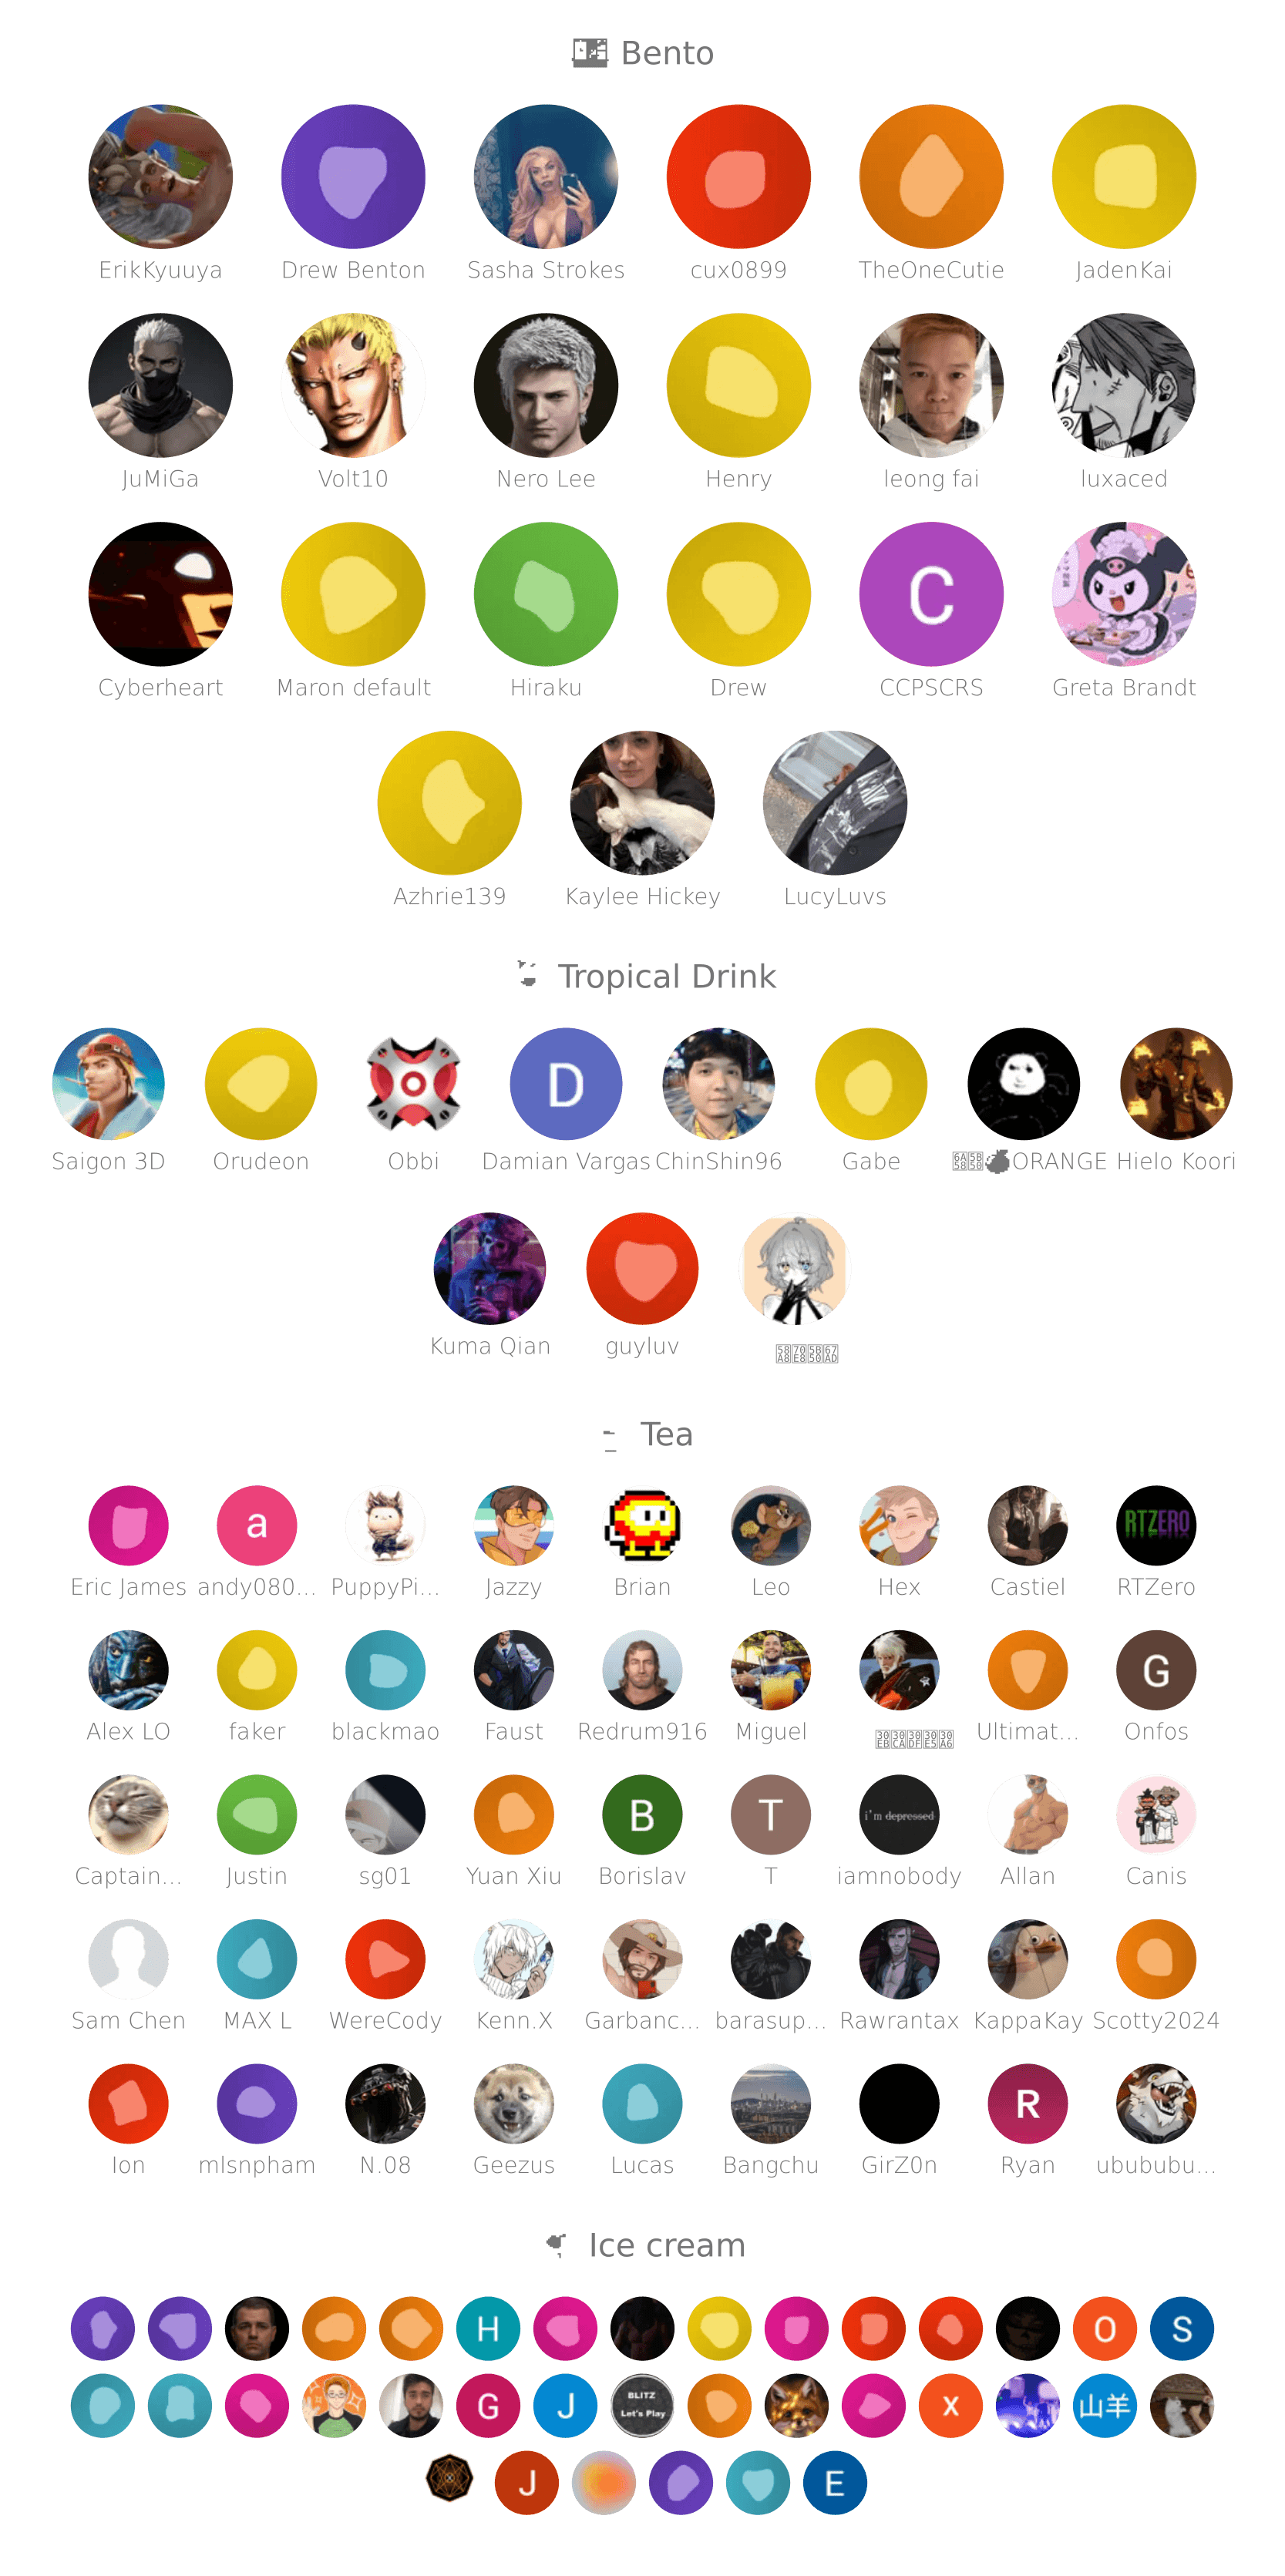 Bento
ErikKyuuya Drew Benton Sasha Strokes cux0899 TheOneCutie JadenKai
JuMiGa Volt10 Nero Lee Henry leong fai luxaced
C
Cyberheart Maron default Hiraku Drew CCPSCRS Greta Brandt
Azhrie139 Kaylee Hickey LucyLuvs
Tropical Drink
D
Saigon 3D Orudeon Obbi Damian Vargas ChinShin96 Gabe ORANGE Hielo Koori
Kuma Qian guyluv
Tea
a RTZERO
Eric James andy080... PuppyPi... Jazzy Brian Leo Hex Castiel RTZero
G
Alex LO faker blackmao Faust Redrum916 Miguel Ultimat... Onfos
B T i'm depressed
Captain... Justin sg01 Yuan Xiu Borislav T iamnobody Allan Canis
Sam Chen MAX L WereCody Kenn.X Garbanc... barasup... Rawrantax KappaKay Scotty2024
R
Ion mlsnpham N.08 Geezus Lucas Bangchu GirZ0n Ryan ubububu...
Ice cream
H O S
G J BLITZ Let's Play x 山羊
J E